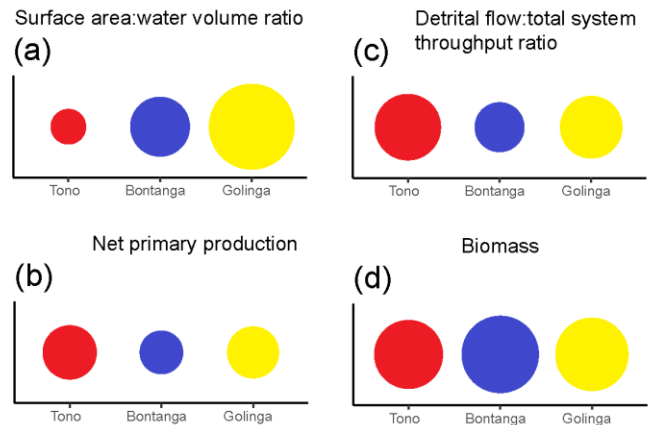 Surface area:water volume ratio
(a)
Tono Bontanga Golinga
Detrital flow:total system
throughput ratio
(c)
Tono Bontanga Golinga
Net primary production
(b)
Tono Bontanga Golinga
Biomass
(d)
Tono Bontanga Golinga